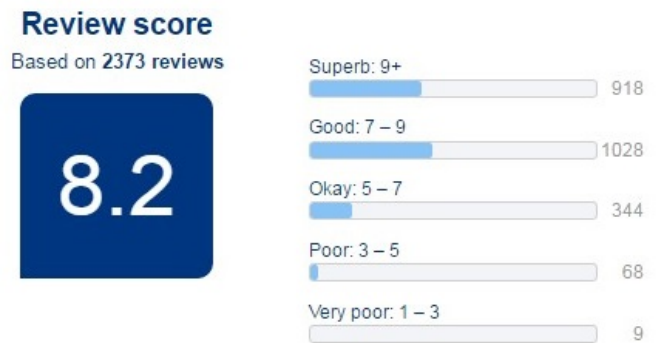 Review score
Based on 2373 reviews
8.2
Superb: 9+
918
Good: 7 – 9
1028
Okay: 5 – 7
344
Poor: 3 – 5
68
Very poor: 1 – 3
9